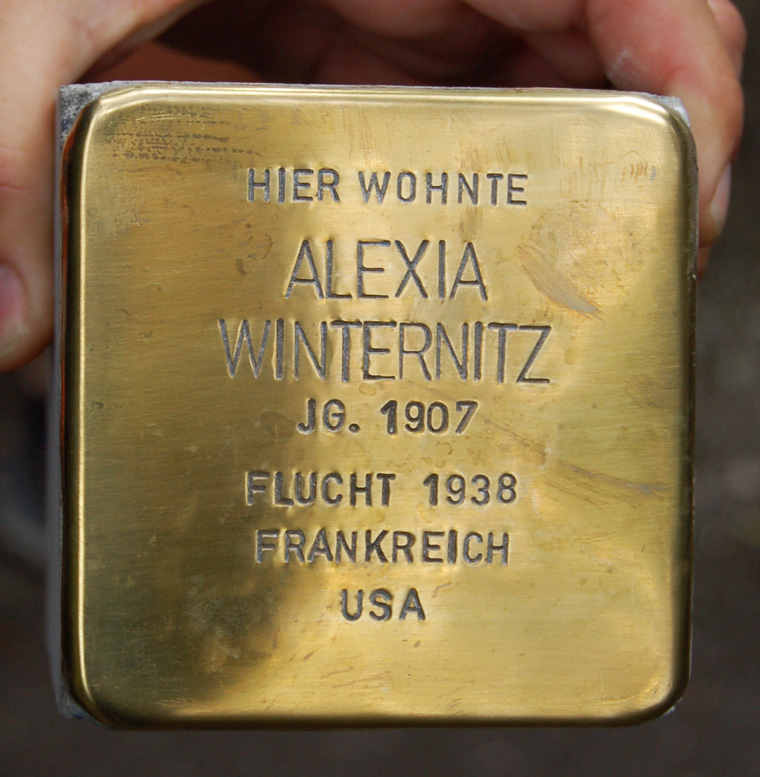 HIER WOHNTE
ALEXIA
WINTERNITZ
JG. 1907
FLUCHT 1938
FRANKREICH
USA